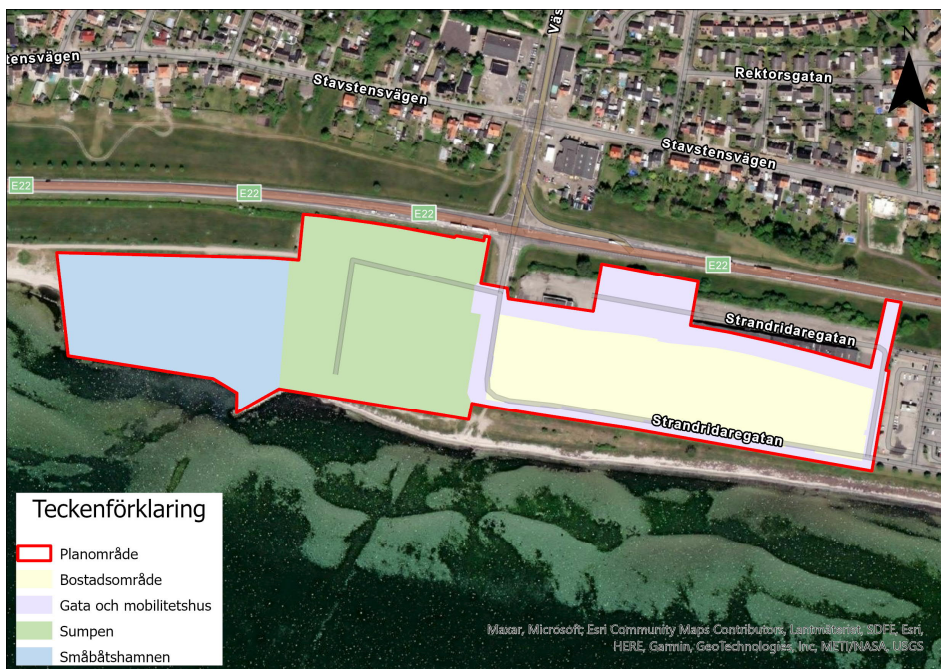 tensvägen
Stavstensvägen
Väs
Rektorsgatan
N
Stavstensvägen
E22
E22
E22
E22
Strandridaregatan
Strandridaregatan
Teckenförklaring
Planområde
Bostadsområde
Gata och mobilitetshus
Sumpen
Småbåtshamnen
Maxar, Microsoft, Esri Community Maps Contributors, Lantmäteriet, SDFE, Esri,
HERE, Garmin, GeoTechnologies, Inc, METI/NASA, USGS